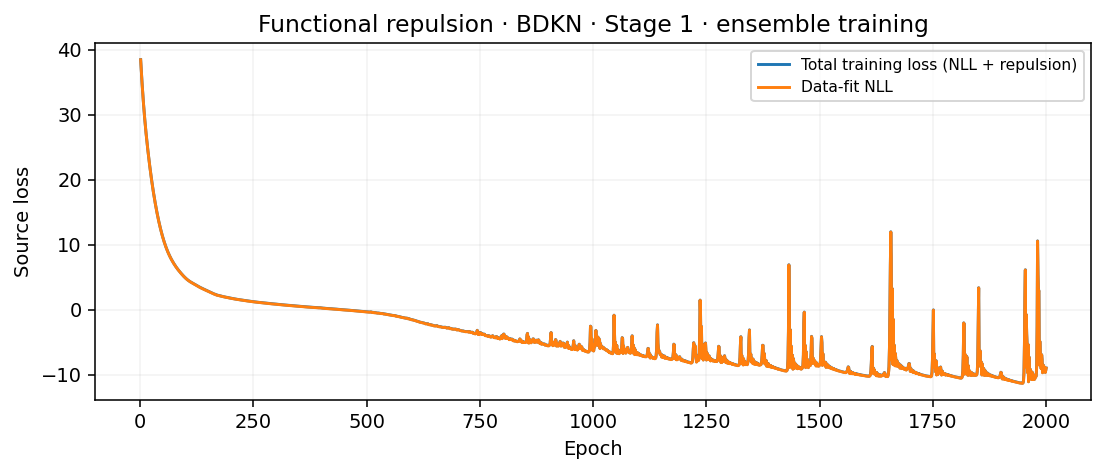 Functional repulsion · BDKN · Stage 1 · ensemble training
Total training loss (NLL + repulsion)
Data-fit NLL
Source loss
40
30
20
10
0
−10
0 250 500 750 1000 1250 1500 1750 2000
Epoch